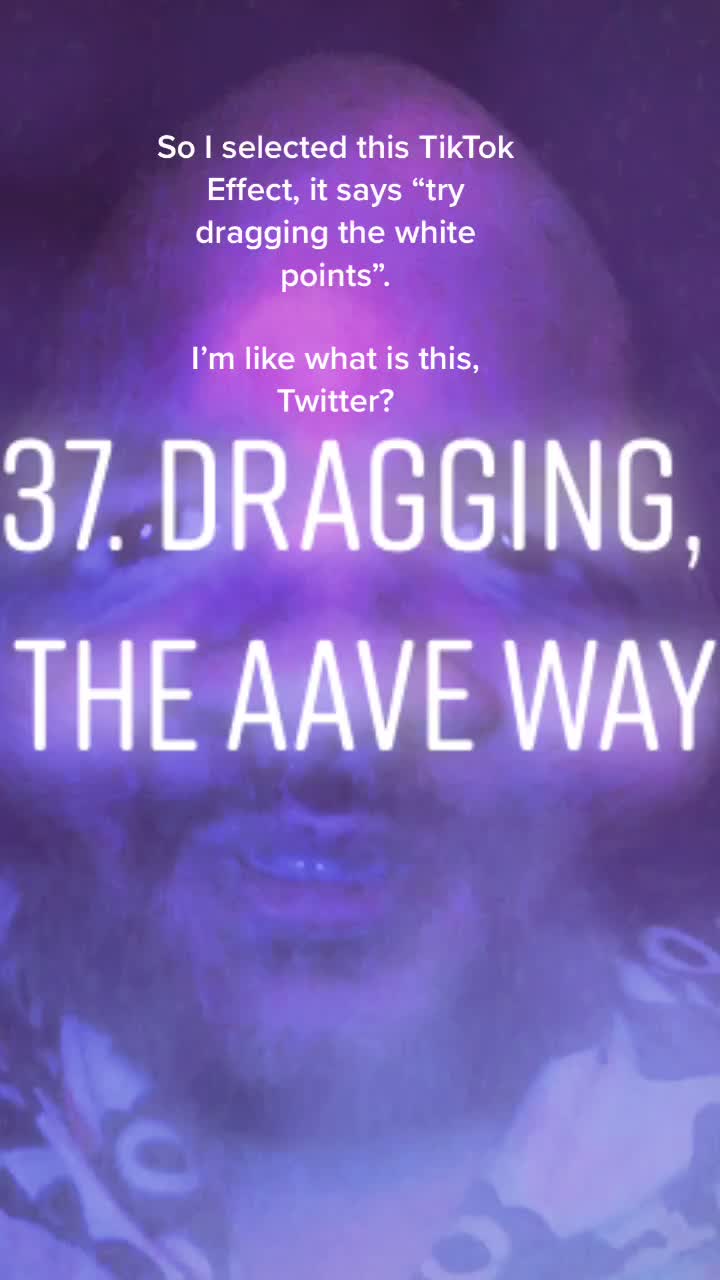 So I selected this TikTok
Effect, it says “try
dragging the white
points”.
I’m like what is this,
Twitter?
37. DRAGGING,
THE AAVE WAY